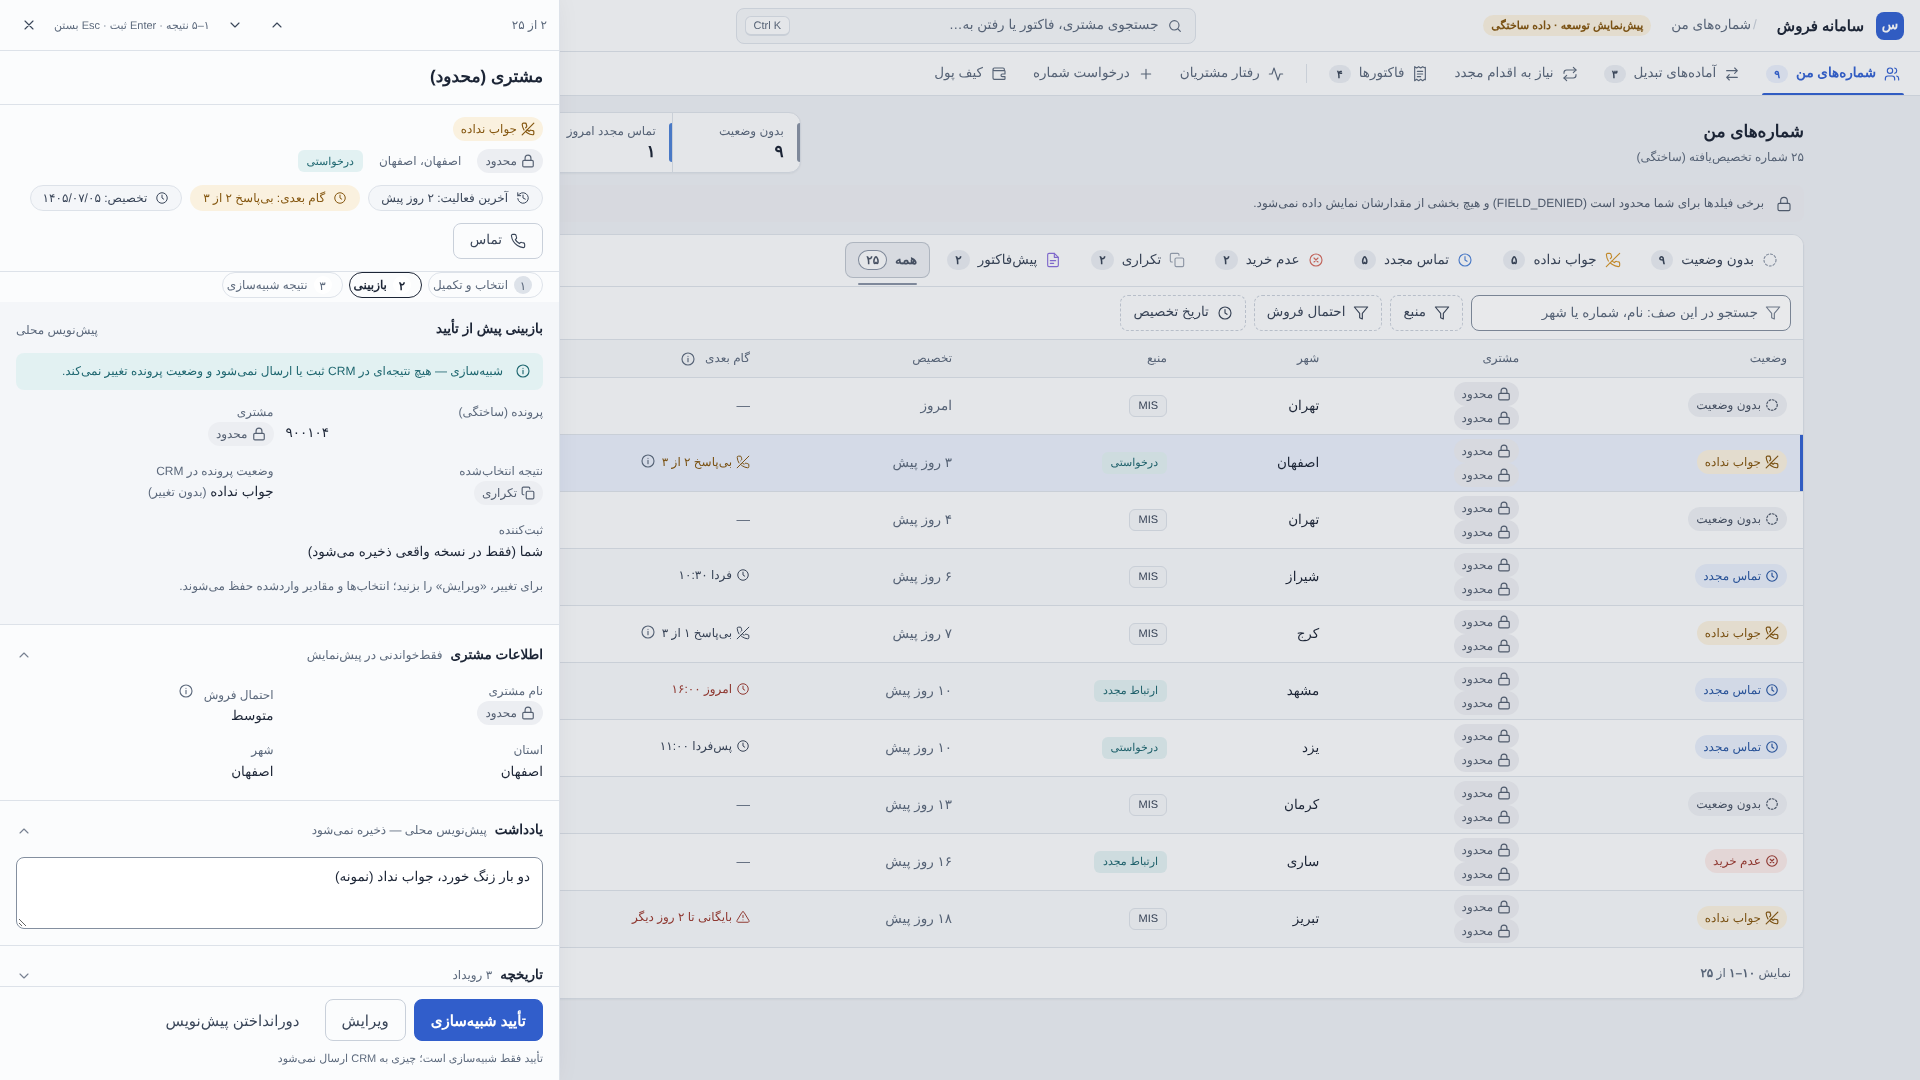 س سامانه فروش / شماره‌های من پیش‌نمایش توسعه · داده ساختگی
جستجوی مشتری، فاکتور یا رفتن به… Ctrl K
شماره‌های من ۹ آماده‌های تبدیل ۳ نیاز به اقدام مجدد فاکتورها ۴ رفتار مشتریان درخواست شماره کیف پول
شماره‌های من
۲۵ شماره تخصیص‌یافته (ساختگی)
بدون وضعیت
۹
تماس مجدد امروز
۱
برخی فیلدها برای شما محدود است (FIELD_DENIED) و هیچ بخشی از مقدارشان نمایش داده نمی‌شود.
بدون وضعیت ۹ جواب نداده ۵ تماس مجدد ۵ عدم خرید ۲ تکراری ۲ پیش‌فاکتور ۲ همه ۲۵
جستجو در این صف: نام، شماره یا شهر منبع احتمال فروش تاریخ تخصیص
وضعیت مشتری شهر منبع تخصیص گام بعدی
بدون وضعیت محدود محدود تهران MIS امروز —
جواب نداده محدود محدود اصفهان درخواستی ۳ روز پیش بی‌پاسخ ۲ از ۳
بدون وضعیت محدود محدود تهران MIS ۴ روز پیش —
تماس مجدد محدود محدود شیراز MIS ۶ روز پیش فردا ۱۰:۳۰
جواب نداده محدود محدود کرج MIS ۷ روز پیش بی‌پاسخ ۱ از ۳
تماس مجدد محدود محدود مشهد ارتباط مجدد ۱۰ روز پیش امروز ۱۶:۰۰
تماس مجدد محدود محدود یزد درخواستی ۱۰ روز پیش پس‌فردا ۱۱:۰۰
بدون وضعیت محدود محدود کرمان MIS ۱۳ روز پیش —
عدم خرید محدود محدود ساری ارتباط مجدد ۱۶ روز پیش —
جواب نداده محدود محدود تبریز MIS ۱۸ روز پیش بایگانی تا ۲ روز دیگر
نمایش ۱–۱۰ از ۲۵
۲ از ۲۵ ۱–۵ نتیجه · Enter ثبت · Esc بستن
مشتری (محدود)
جواب نداده
محدود اصفهان، اصفهان درخواستی
آخرین فعالیت: ۲ روز پیش گام بعدی: بی‌پاسخ ۲ از ۳ تخصیص: ۱۴۰۵/۰۷/۰۵
تماس
۱ انتخاب و تکمیل ۲ بازبینی ۳ نتیجه شبیه‌سازی
بازبینی پیش از تأیید پیش‌نویس محلی
شبیه‌سازی — هیچ نتیجه‌ای در CRM ثبت یا ارسال نمی‌شود و وضعیت پرونده تغییر نمی‌کند.
پرونده (ساختگی) مشتری
۹۰۰۱۰۴ محدود
نتیجه انتخاب‌شده وضعیت پرونده در CRM
تکراری جواب نداده (بدون تغییر)
ثبت‌کننده
شما (فقط در نسخه واقعی ذخیره می‌شود)
برای تغییر، «ویرایش» را بزنید؛ انتخاب‌ها و مقادیر واردشده حفظ می‌شوند.
اطلاعات مشتری فقط‌خواندنی در پیش‌نمایش
نام مشتری احتمال فروش
محدود متوسط
استان شهر
اصفهان اصفهان
یادداشت پیش‌نویس محلی — ذخیره نمی‌شود
دو بار زنگ خورد، جواب نداد (نمونه)
تاریخچه ۳ رویداد
تأیید شبیه‌سازی ویرایش دورانداختن پیش‌نویس
تأیید فقط شبیه‌سازی است؛ چیزی به CRM ارسال نمی‌شود